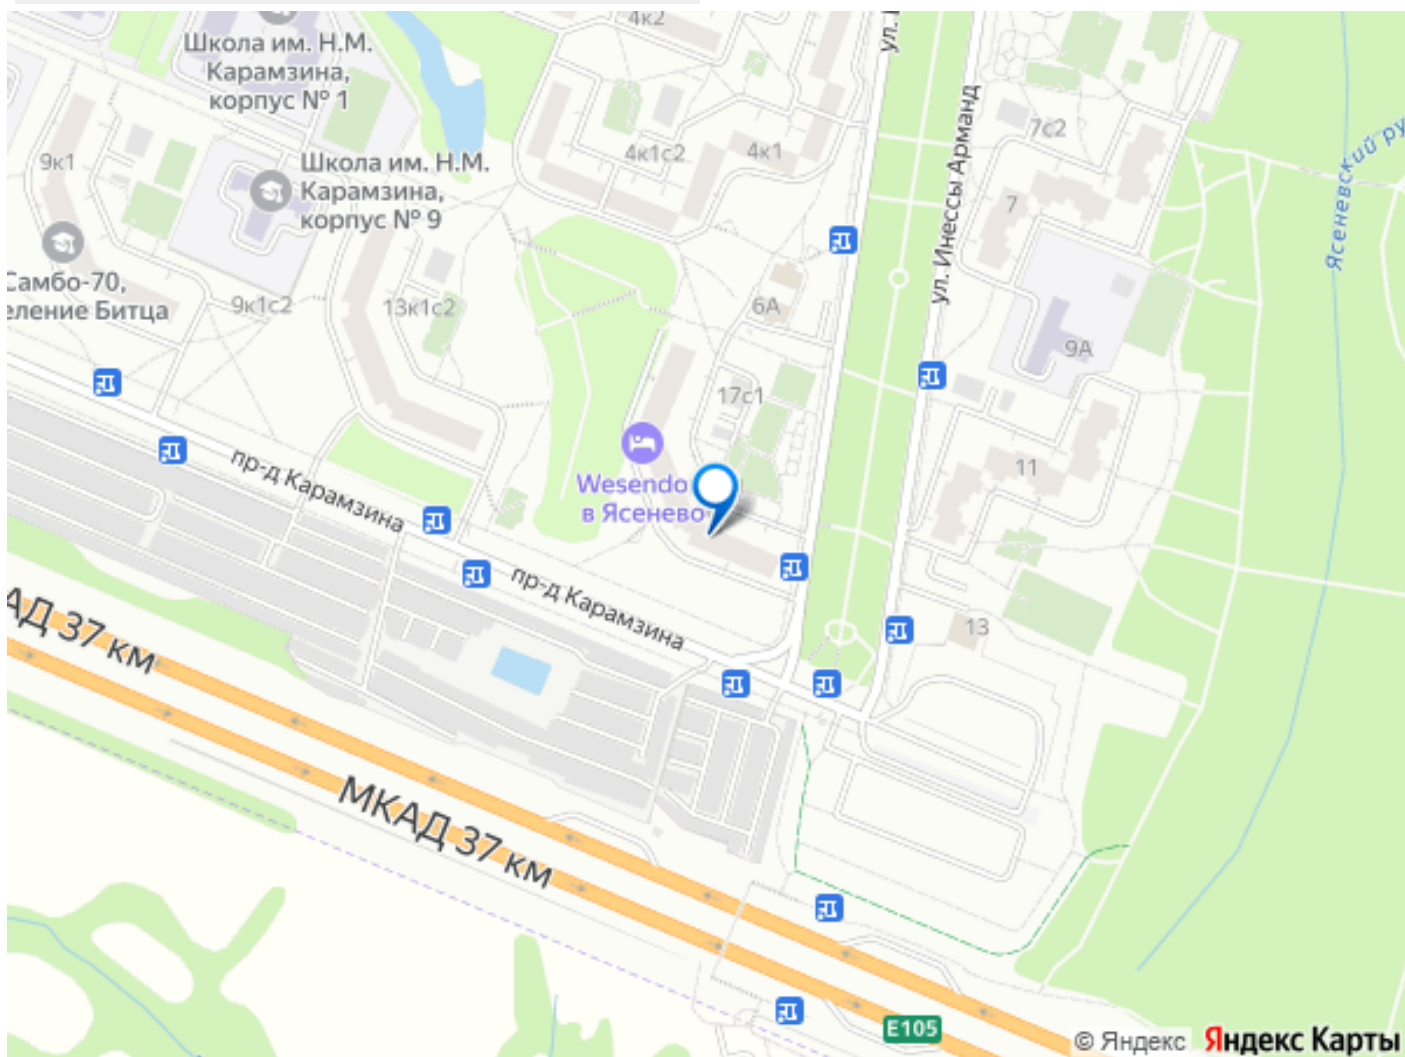 4к2
ул.
Школа им. Н.М.
Карамзина,
корпус № 1
ул. Инессы Арманд
7с2
Ясеневский ру
9к1
Школа им. Н.М.
Карамзина,
корпус № 9
4к1с2
4к1
7
Самбо-70,
еление Битца
9к1с2
13к1с2
6А
9А
17с1
пр-д Карамзина
Wesendo
в Ясенево
11
пр-д Карамзина
13
АД 37 км
МКАД 37 км
E105
© Яндекс Яндекс Карты